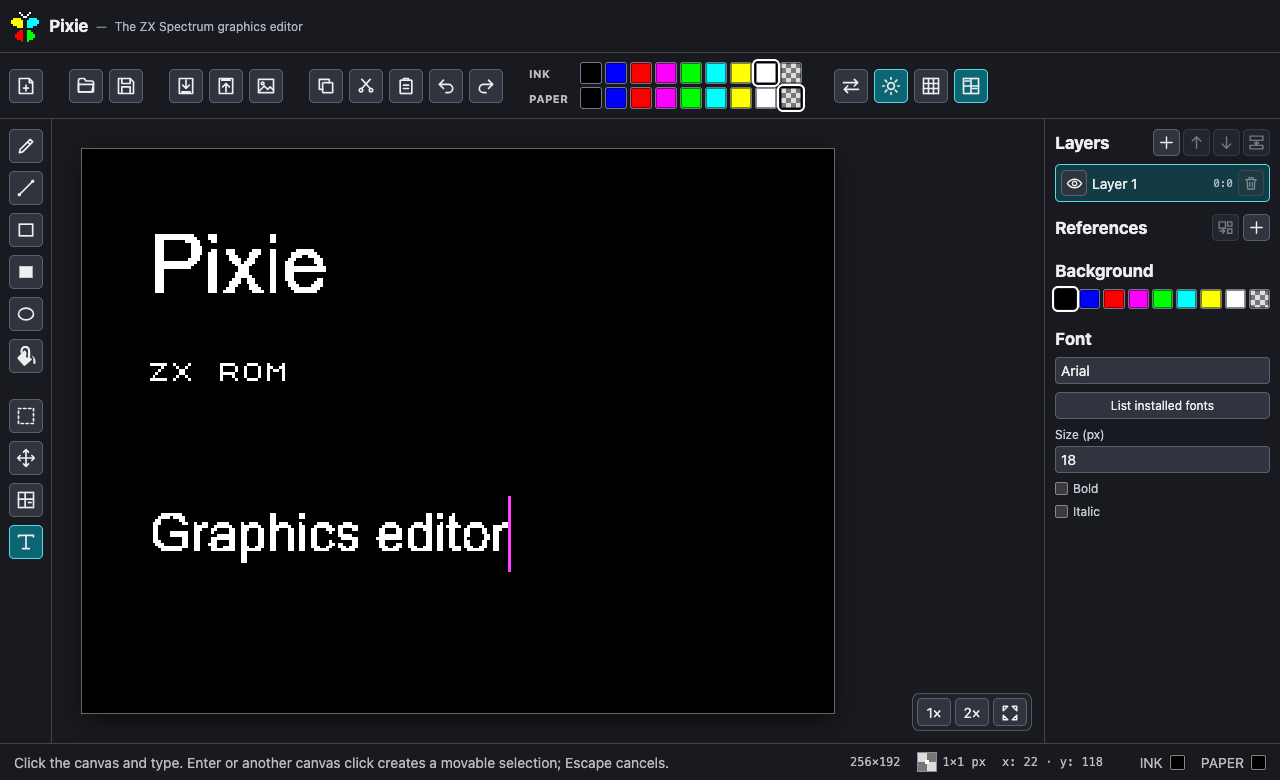 Pixie — The ZX Spectrum graphics editor
INK
PAPER
Layers
Layer 1 0:0
References
Background
Font
Arial
List installed fonts
Size (px)
18
Bold
Italic
Pixie
ZX ROM
Graphics editor
1× 2×
Click the canvas and type. Enter or another canvas click creates a movable selection; Escape cancels.
256×192 1×1 px x: 22 · y: 118 INK PAPER